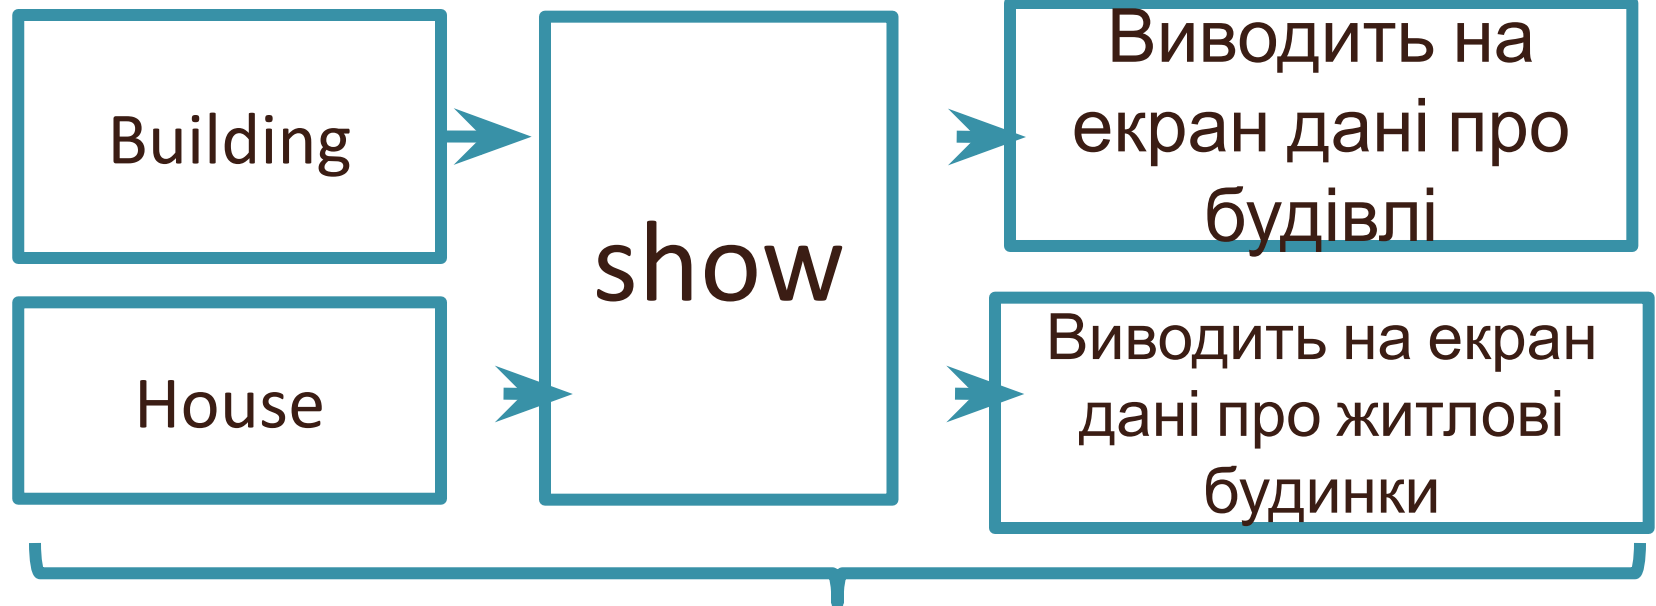 Building
show
Виводить на
екран дані про
будівлі
House
Виводить на екран
дані про житлові
будинки